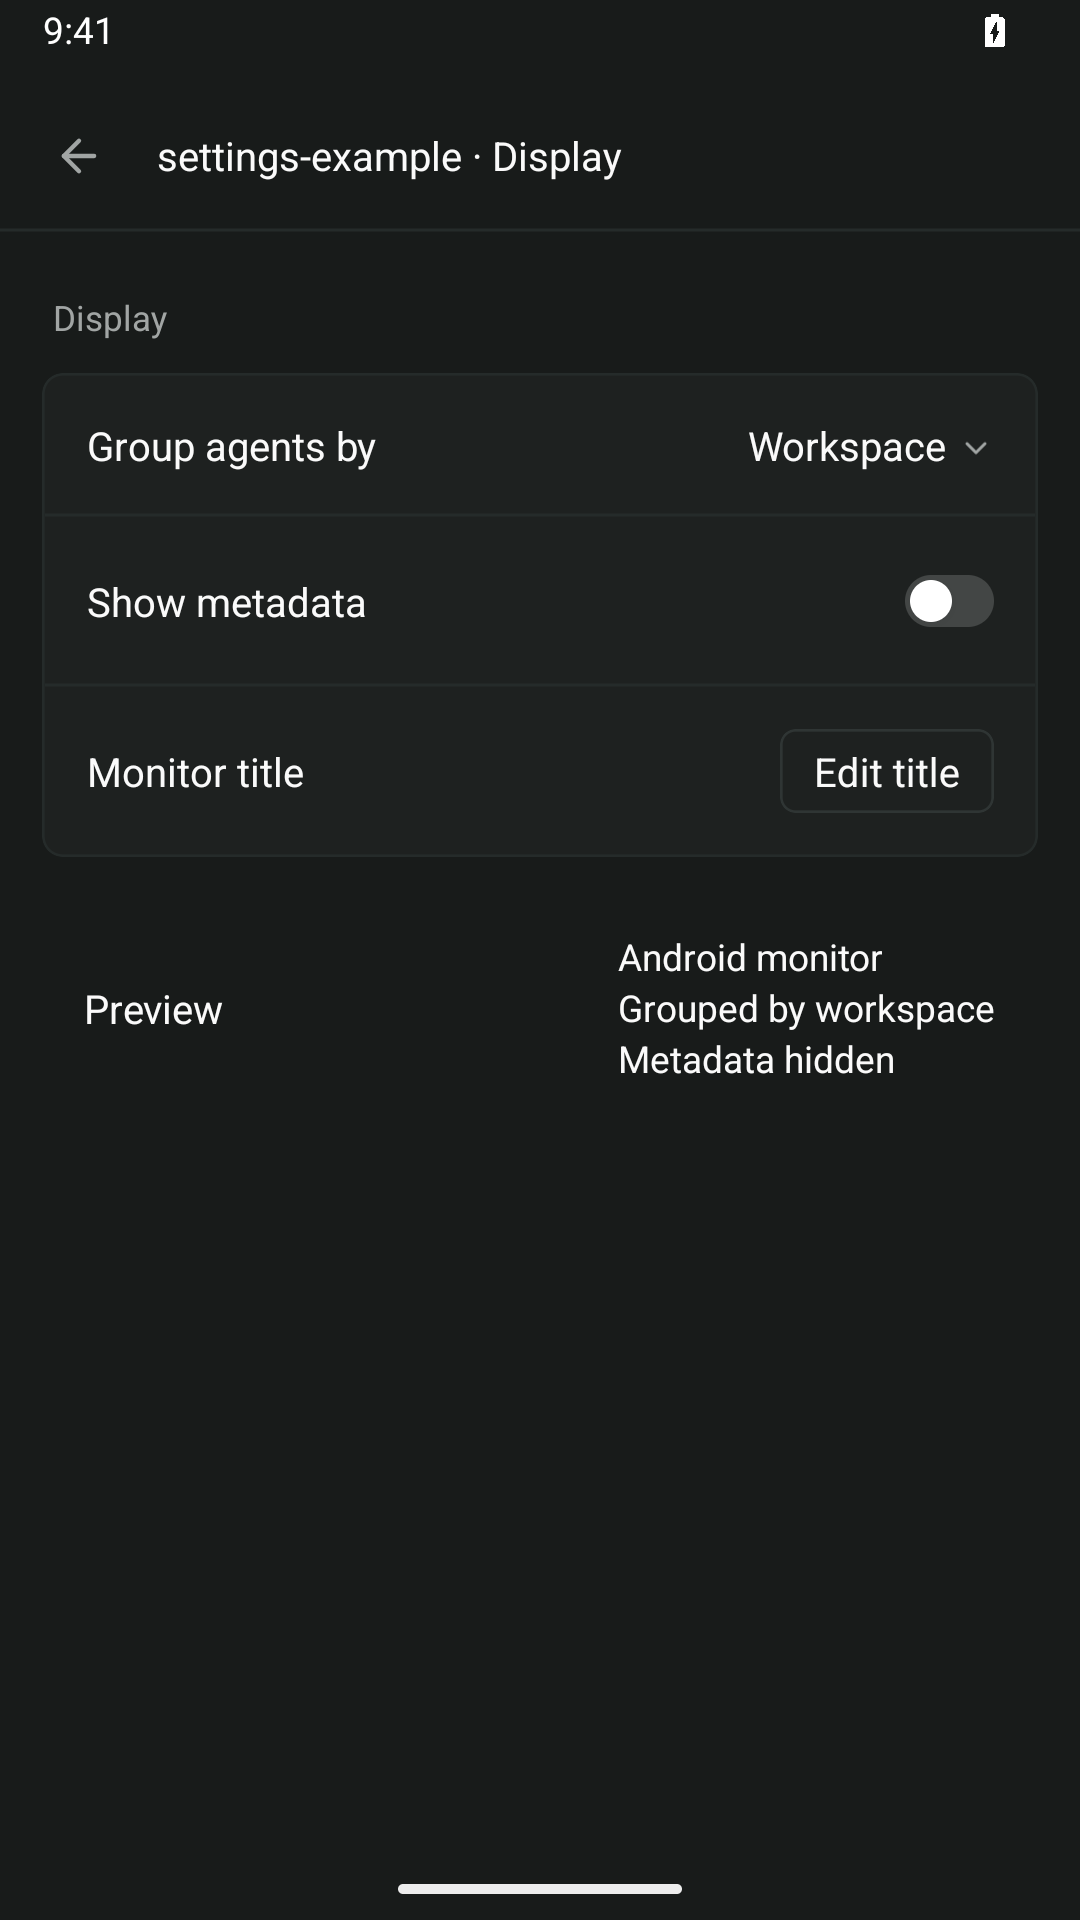 9:41
settings-example · Display
Display
Group agents by
Workspace
Show metadata
Monitor title
Edit title
Preview
Android monitor
Grouped by workspace
Metadata hidden